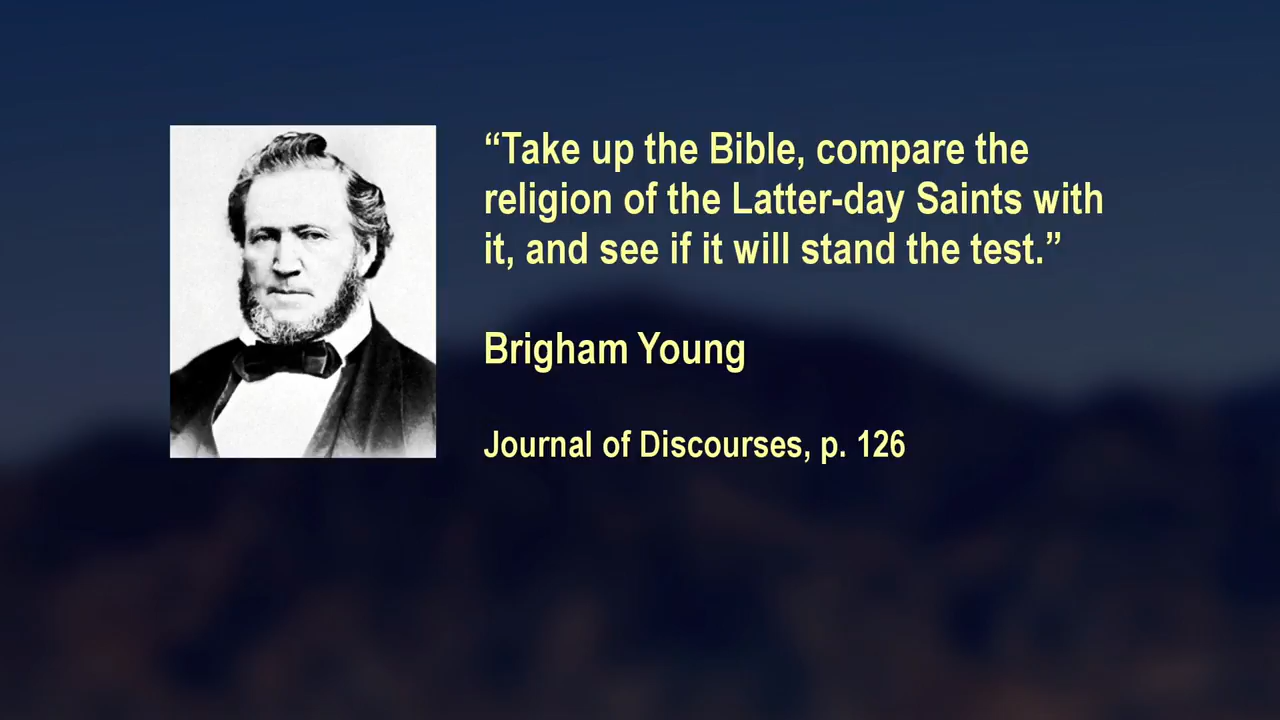 “Take up the Bible, compare the
religion of the Latter-day Saints with
it, and see if it will stand the test.”
Brigham Young
Journal of Discourses, p. 126